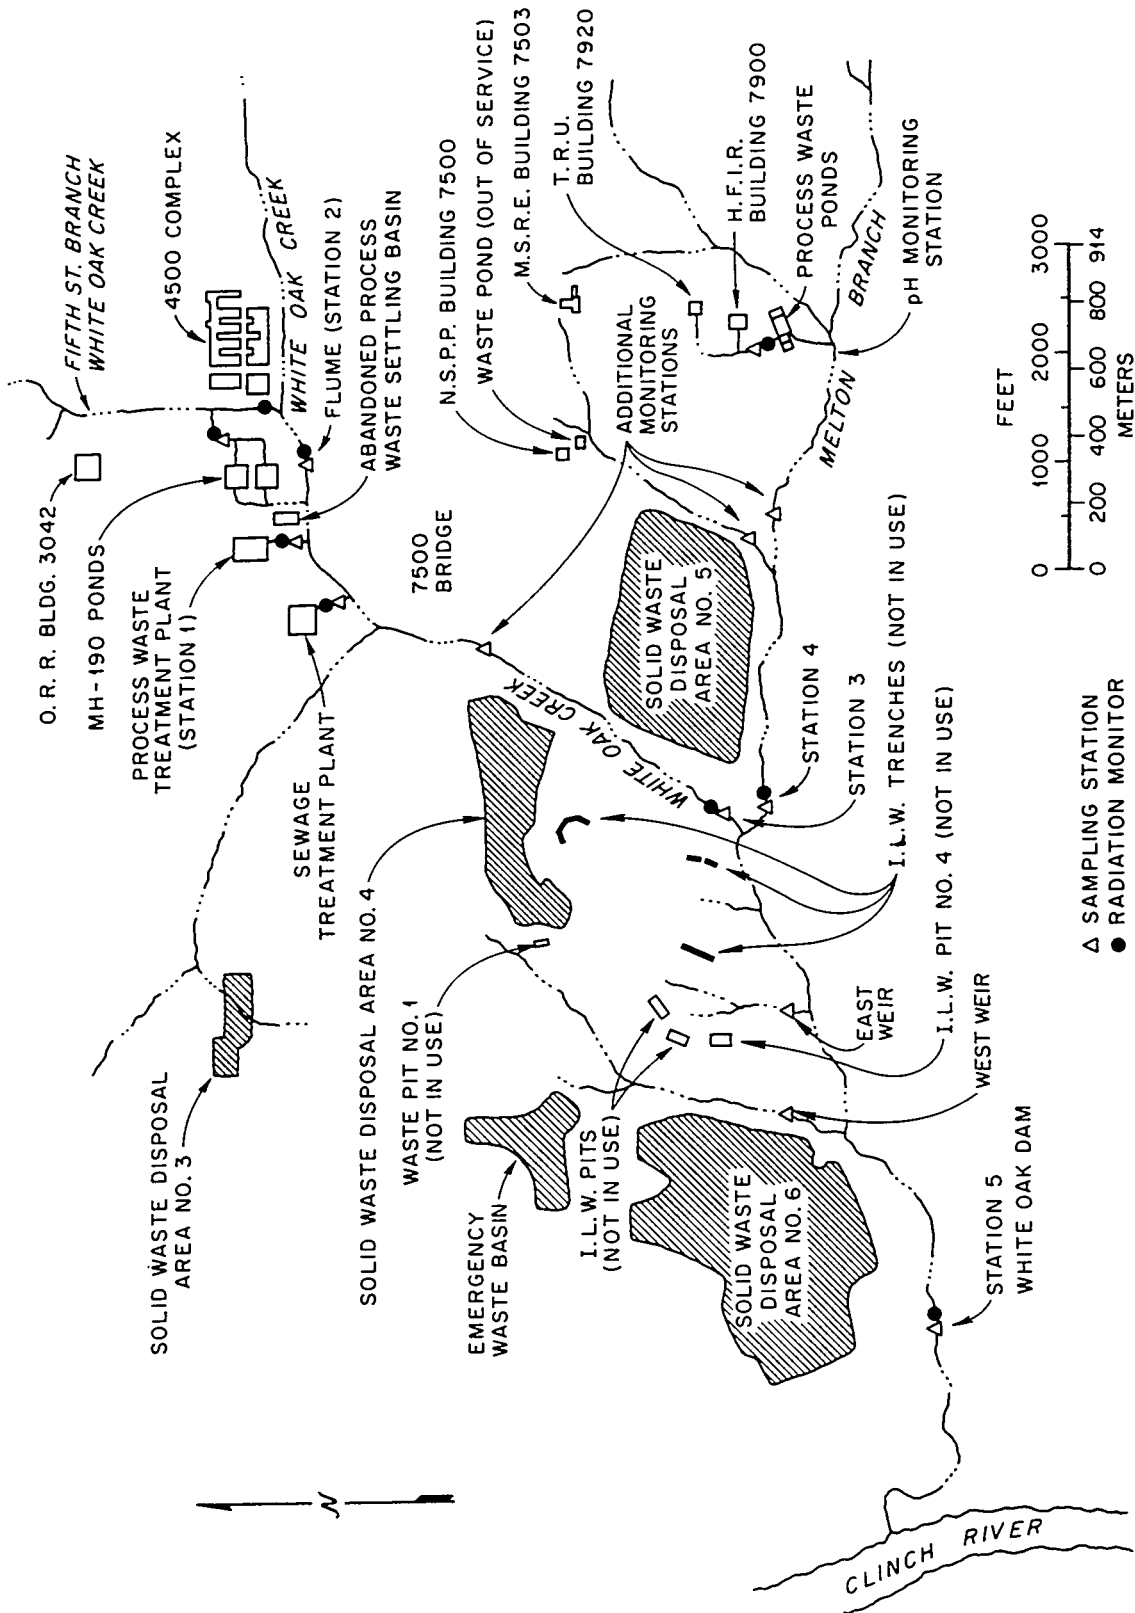 FIFTH ST. BRANCH
WHITE OAK CREEK
4500 COMPLEX
WHITE OAK CREEK
FLUME (STATION 2)
ABANDONED PROCESS
WASTE SETTLING BASIN
O. R. R. BLDG. 3042
MH-190 PONDS
PROCESS WASTE
TREATMENT PLANT
(STATION 1)
SEWAGE
TREATMENT PLANT
7500
BRIDGE
N.S.P.P. BUILDING 7500
WASTE POND (OUT OF SERVICE)
M.S.R.E. BUILDING 7503
T.R.U.
BUILDING 7920
H.F.I.R.
BUILDING 7900
PROCESS WASTE
PONDS
ADDITIONAL
MONITORING
STATIONS
MELTON BRANCH
pH MONITORING
STATION
SOLID WASTE DISPOSAL
AREA NO. 3
SOLID WASTE DISPOSAL AREA NO. 4
WASTE PIT NO. 1
(NOT IN USE)
EMERGENCY
WASTE BASIN
WHITE OAK CREEK
SOLID WASTE
DISPOSAL
AREA NO. 5
STATION 4
STATION 3
I.L.W. TRENCHES (NOT IN USE)
I.L.W. PIT NO. 4 (NOT IN USE)
I.L.W. PITS
(NOT IN USE)
EAST
WEIR
WEST WEIR
SOLID WASTE
DISPOSAL
AREA NO. 6
STATION 5
WHITE OAK DAM
N
CLINCH RIVER
FEET
0 1000 2000 3000
0 200 400 600 800 914
METERS
SAMPLING STATION
RADIATION MONITOR